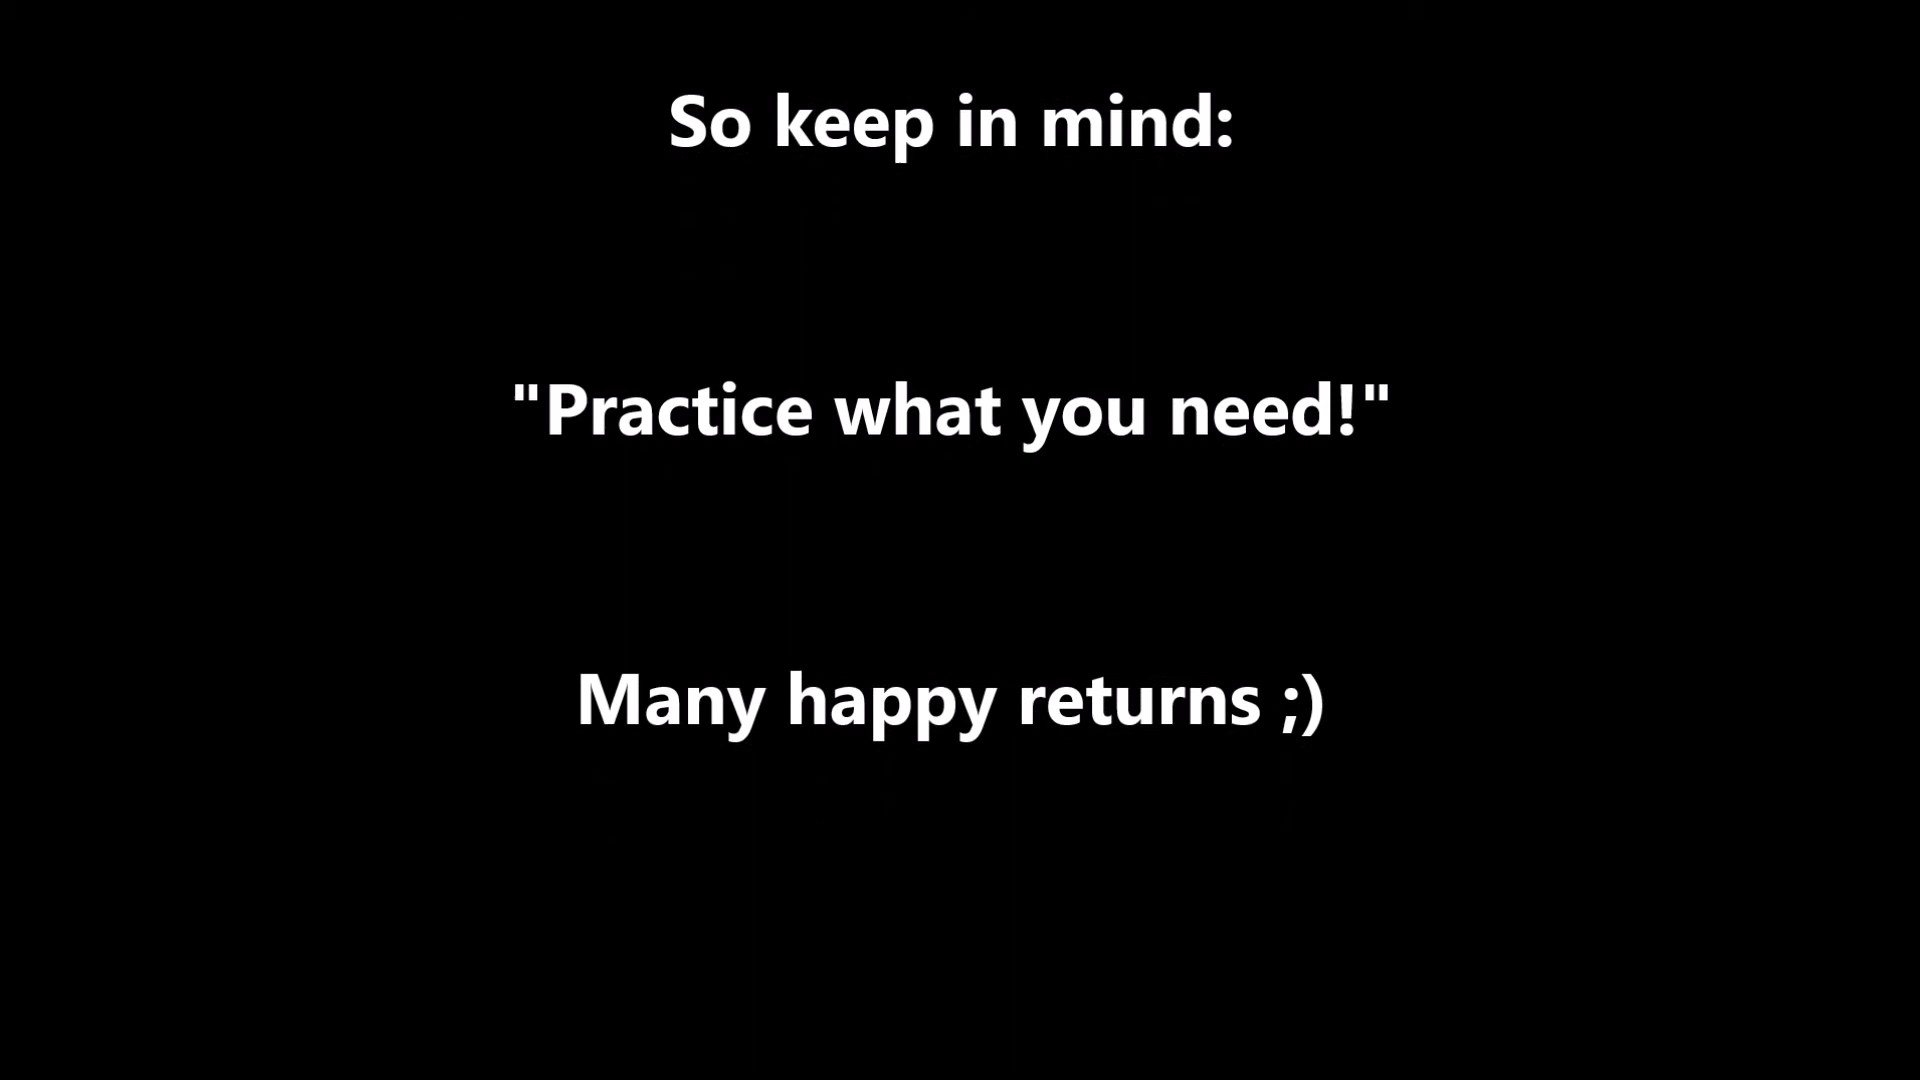 So keep in mind:
"Practice what you need!"
Many happy returns ;)